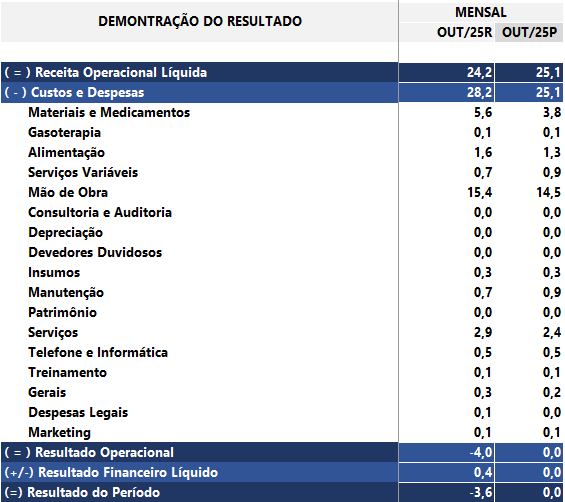 DEMONTRAÇÃO DO RESULTADO MENSAL
OUT/25R OUT/25P
( = ) Receita Operacional Líquida 24,2 25,1
( - ) Custos e Despesas 28,2 25,1
Materiais e Medicamentos 5,6 3,8
Gasoterapia 0,1 0,1
Alimentação 1,6 1,3
Serviços Variáveis 0,7 0,9
Mão de Obra 15,4 14,5
Consultoria e Auditoria 0,0 0,0
Depreciação 0,0 0,0
Devedores Duvidosos 0,0 0,0
Insumos 0,3 0,3
Manutenção 0,7 0,9
Patrimônio 0,0 0,0
Serviços 2,9 2,4
Telefone e Informática 0,5 0,5
Treinamento 0,1 0,1
Gerais 0,3 0,2
Despesas Legais 0,1 0,0
Marketing 0,1 0,1
( = ) Resultado Operacional -4,0 0,0
(+/-) Resultado Financeiro Líquido 0,4 0,0
(=) Resultado do Período -3,6 0,0